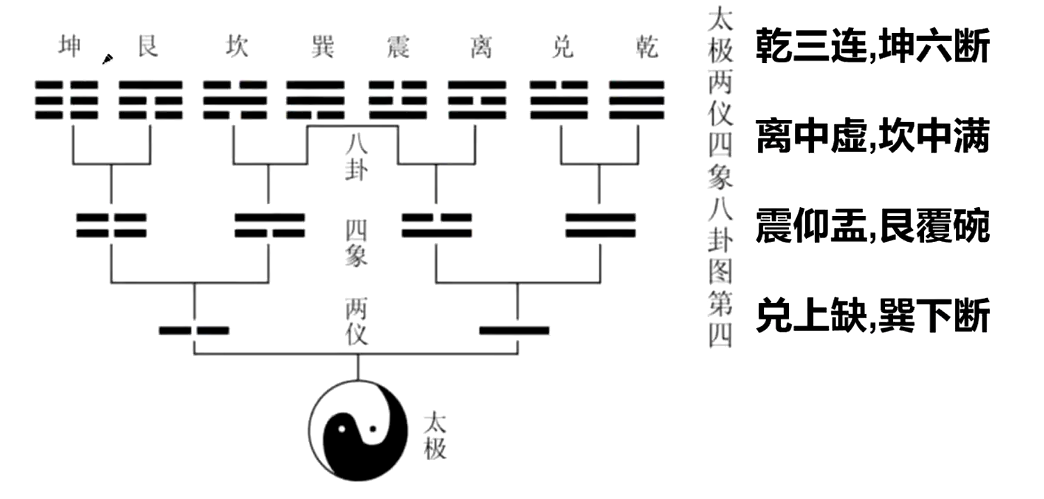 坤 艮 坎 巽 震 离 兑 乾
八卦
四象
两仪
太极
太极两仪四象八卦图第四
乾三连,坤六断
离中虚,坎中满
震仰盂,艮覆碗
兑上缺,巽下断